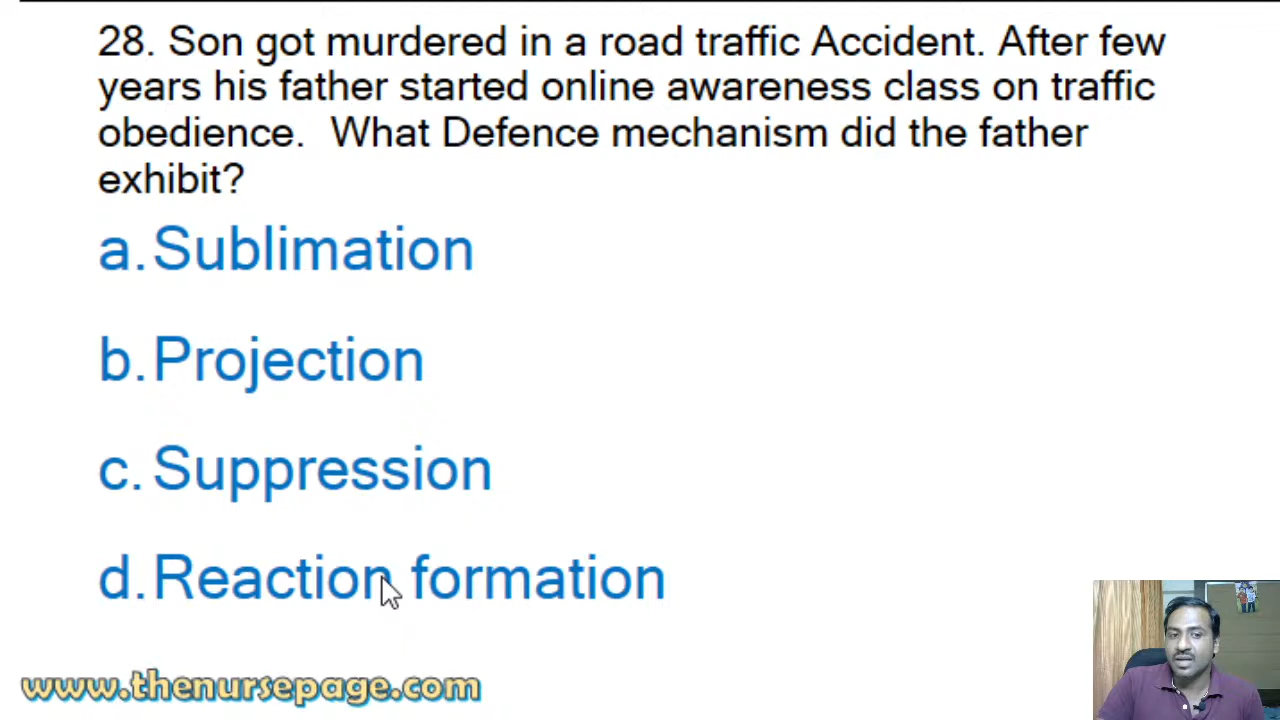 28. Son got murdered in a road traffic Accident. After few
years his father started online awareness class on traffic
obedience.  What Defence mechanism did the father
exhibit?
a. Sublimation
b. Projection
c. Suppression
d. Reaction formation
www.thenursepage.com